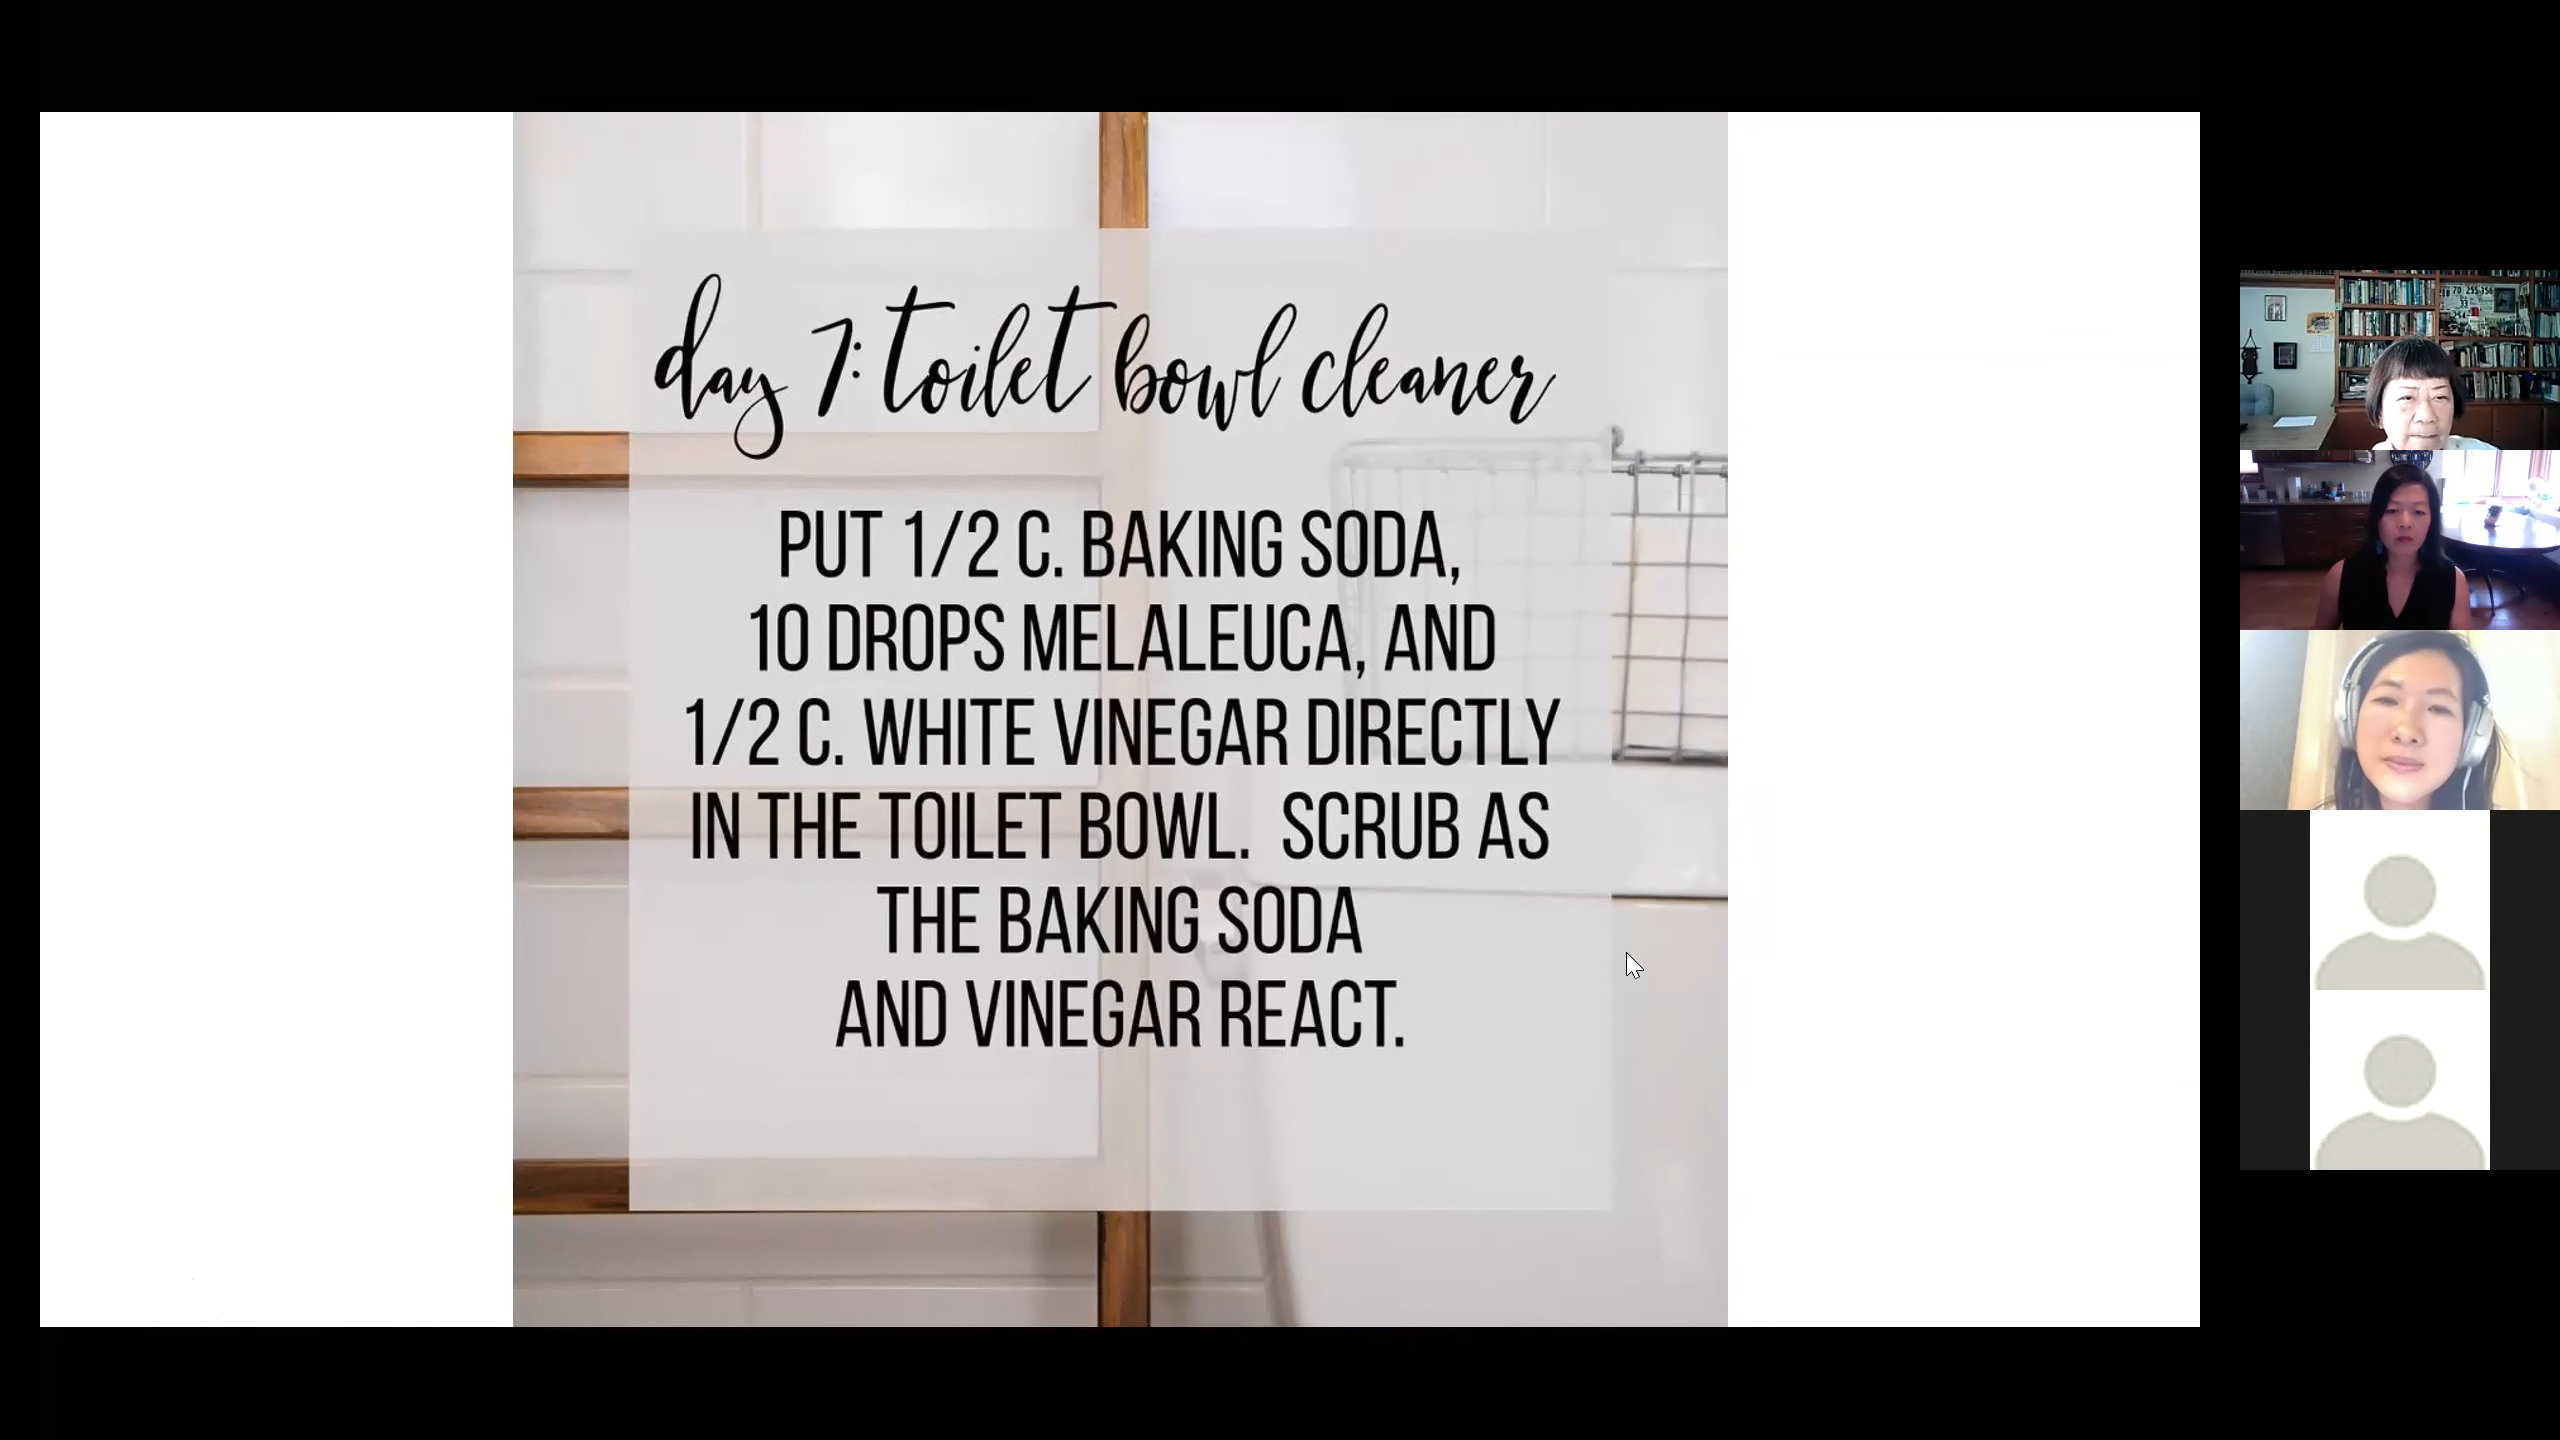 day 7: toilet bowl cleaner
PUT 1/2 C. BAKING SODA,
10 DROPS MELALEUCA, AND
1/2 C. WHITE VINEGAR DIRECTLY
IN THE TOILET BOWL. SCRUB AS
THE BAKING SODA
AND VINEGAR REACT.